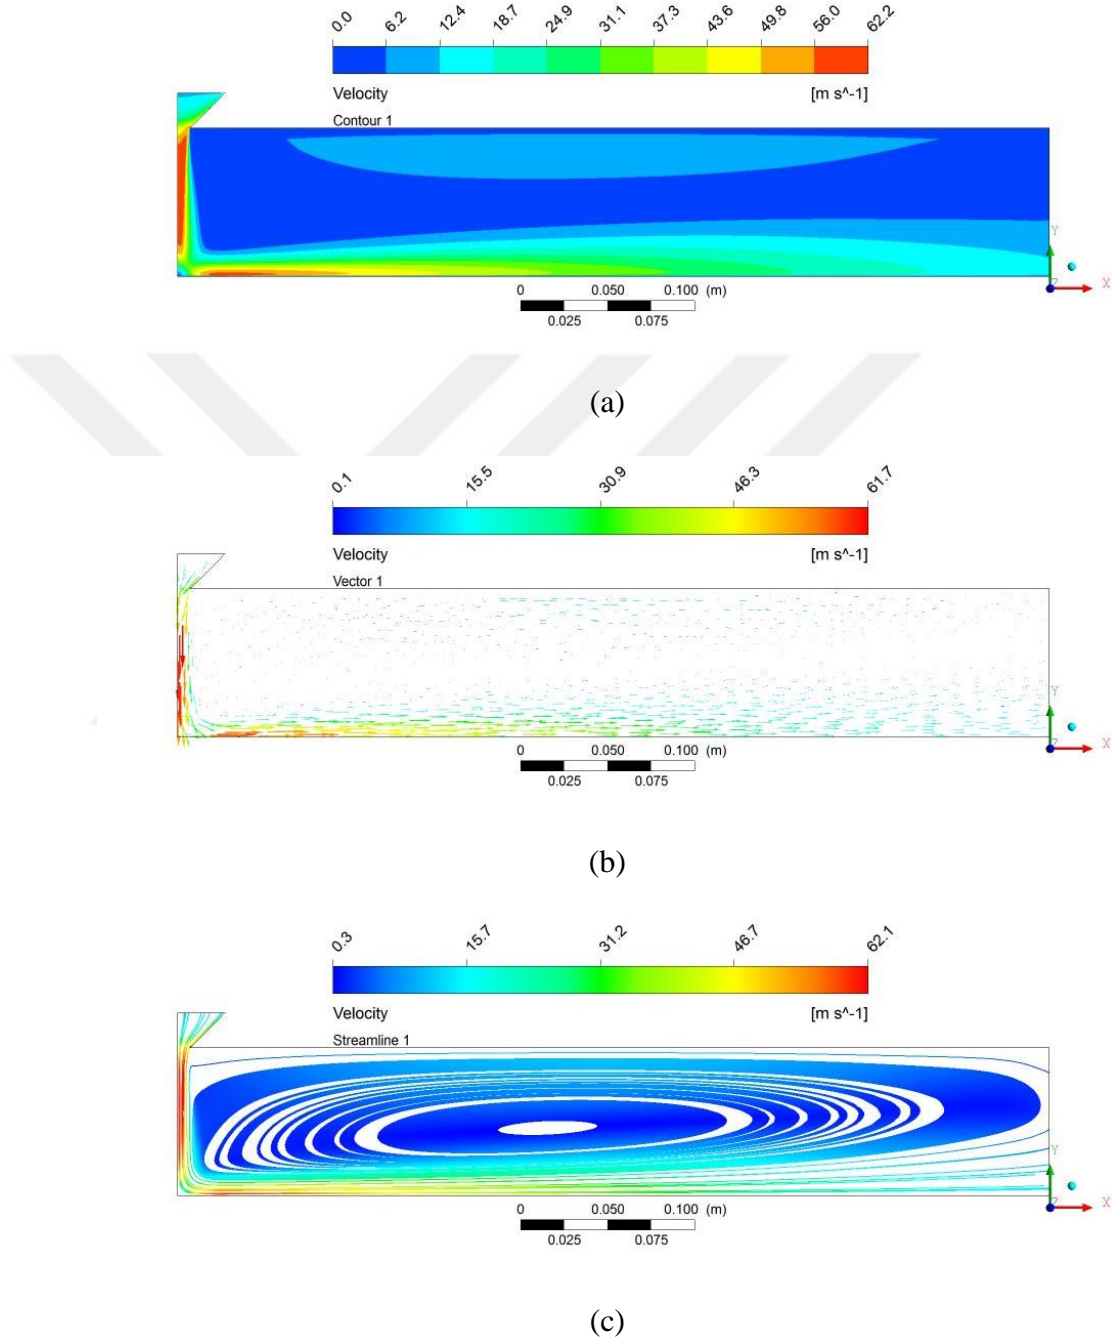 0.0 6.2 12.4 18.7 24.9 31.1 37.3 43.6 49.8 56.0 62.2
Velocity [m s^-1]
Contour 1
Y
Z X
0 0.050 0.100 (m)
0.025 0.075
(a)
0.1 15.5 30.9 46.3 61.7
Velocity [m s^-1]
Vector 1
Y
Z X
0 0.050 0.100 (m)
0.025 0.075
(b)
0.3 15.7 31.2 46.7 62.1
Velocity [m s^-1]
Streamline 1
Y
Z X
0 0.050 0.100 (m)
0.025 0.075
(c)